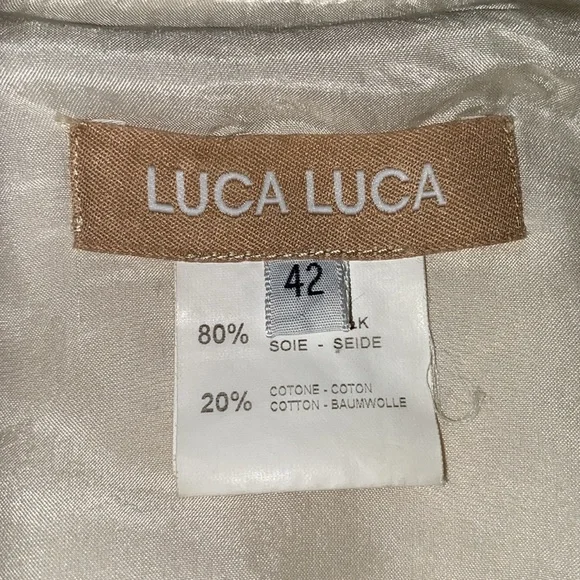 LUCA LUCA
42
80%
SOIE - SEIDE
20% COTONE - COTON
COTTON - BAUMWOLLE